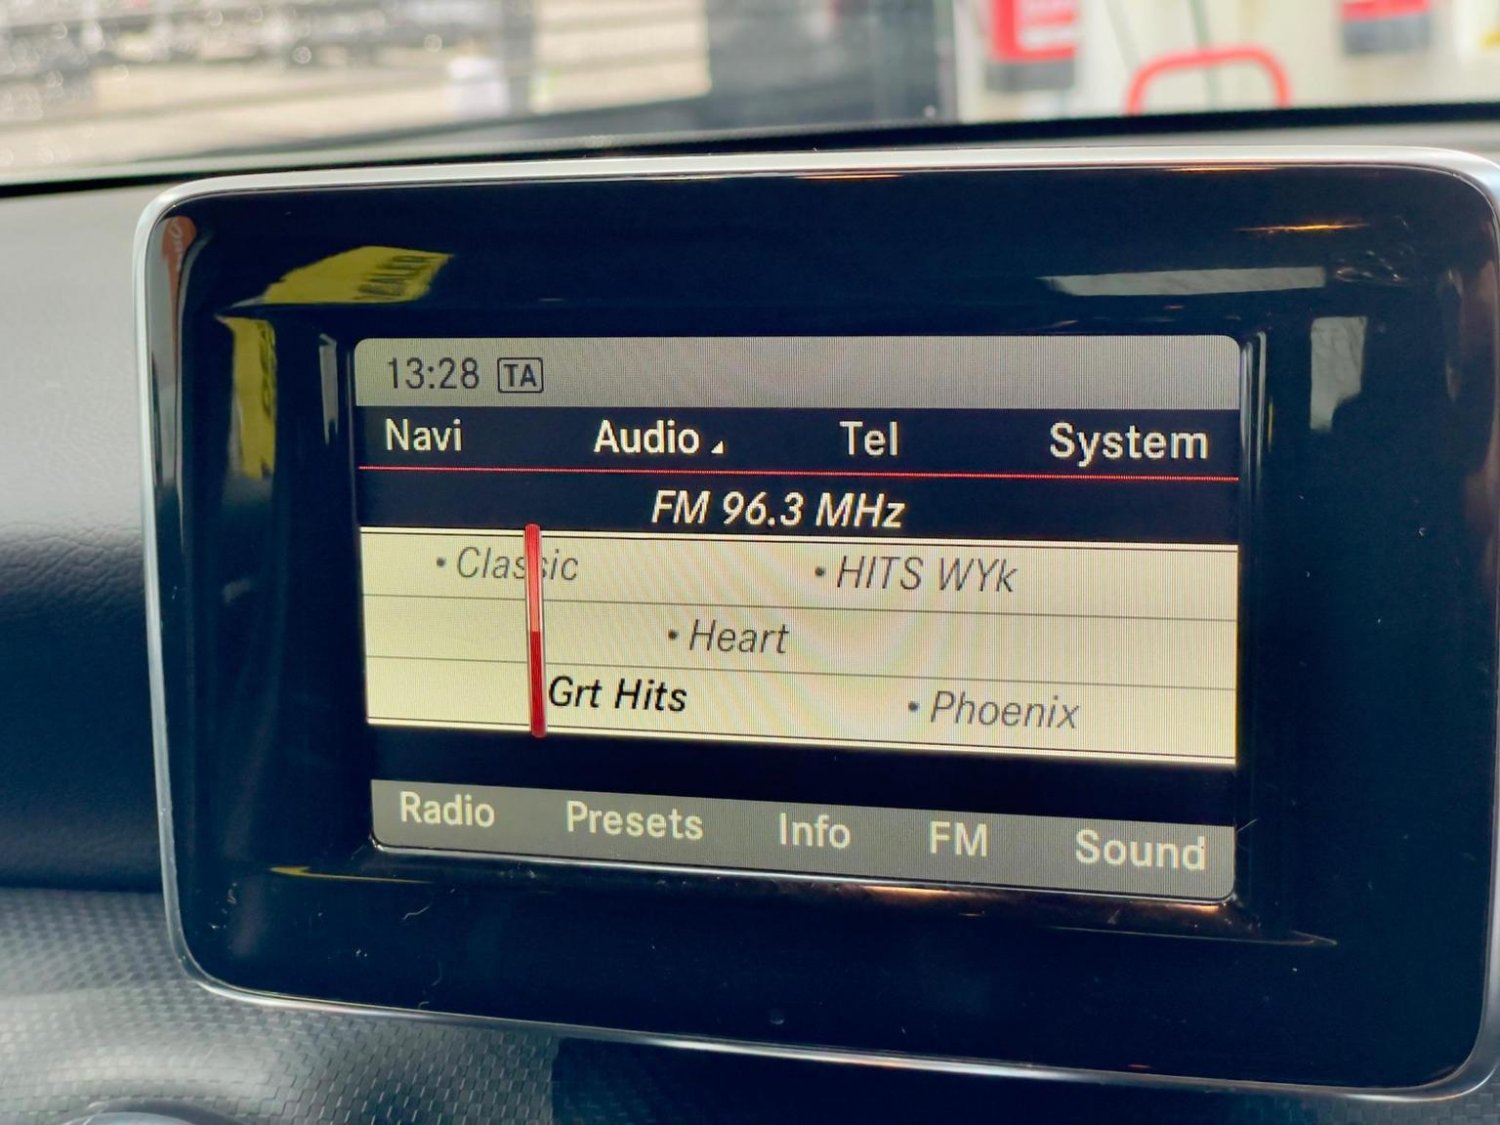 13:28 TA
Navi Audio Tel System
FM 96.3 MHz
• Classic • HITS WYk
• Heart
Grt Hits • Phoenix
Radio Presets Info FM Sound